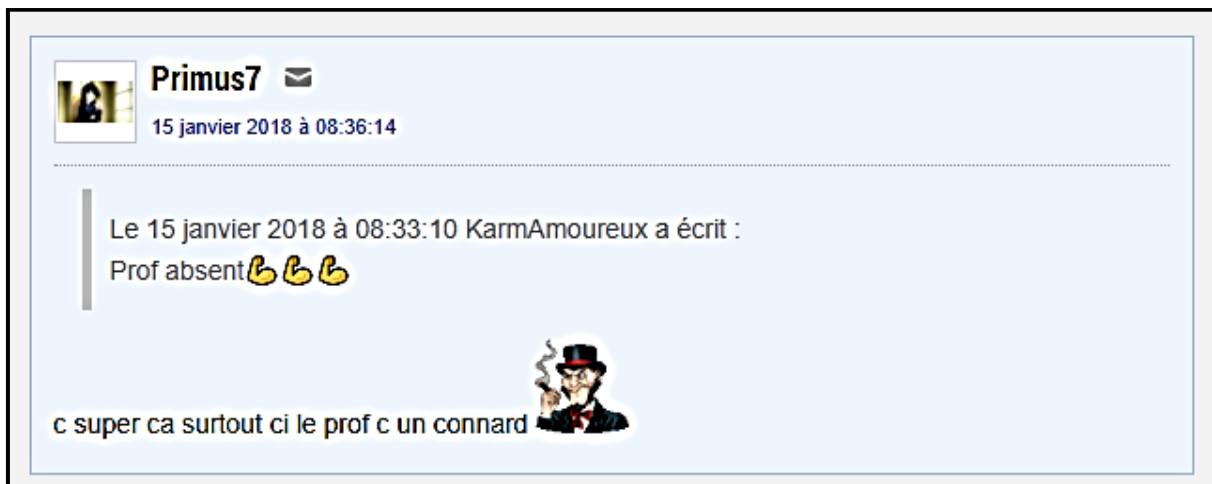 Primus7
15 janvier 2018 à 08:36:14
Le 15 janvier 2018 à 08:33:10 KarmAmoureux a écrit :
Prof absent💪💪💪
c super ca surtout ci le prof c un connard